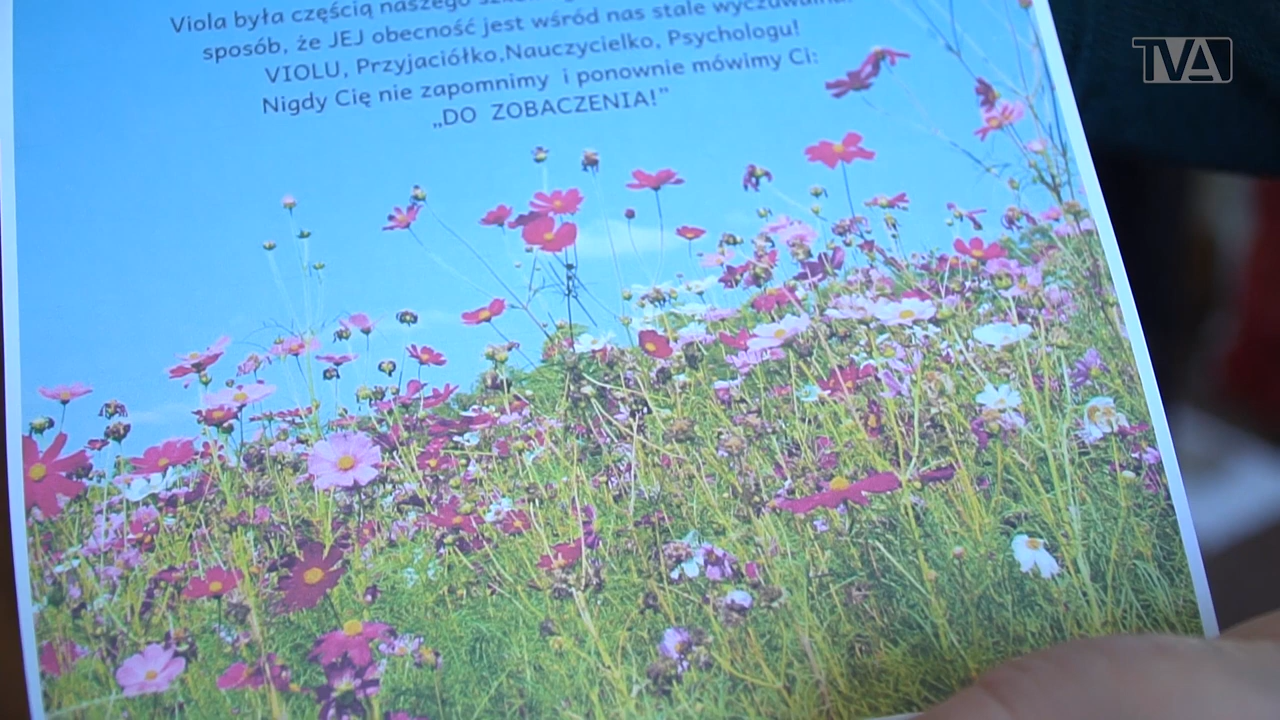 Viola była częścią naszego
sposób, że JEJ obecność jest wśród nas stale wyczuwalna.
VIOLU, Przyjaciółko,Nauczycielko, Psychologu!
Nigdy Cię nie zapomnimy i ponownie mówimy Ci:
„DO ZOBACZENIA!”
TVA